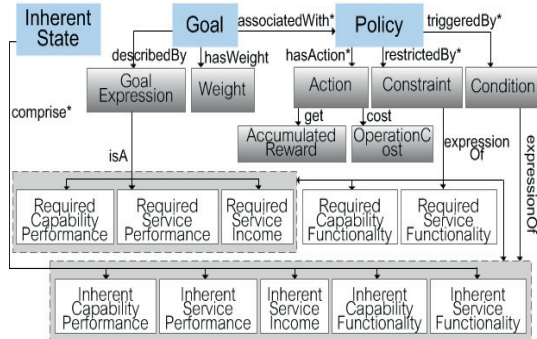 Inherent
State
Goal
associatedWith*
Policy
triggeredBy*
describedBy
hasWeight
hasAction*
restrictedBy*
Goal
Expression
Weight
Action
Constraint
Condition
comprise*
get
cost
Accumulated
Reward
OperationC
ost
expression
Of
expressionOf
isA
Required
Capability
Performance
Required
Service
Performance
Required
Service
Income
Required
Capability
Functionality
Required
Service
Functionality
Inherent
Capability
Performance
Inherent
Service
Performance
Inherent
Service
Income
Inherent
Capability
Functionality
Inherent
Service
Functionality